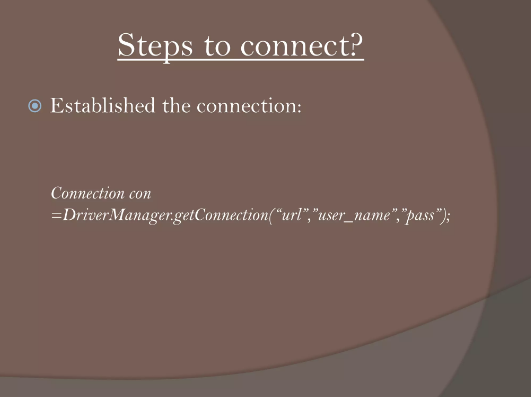 Steps to connect?
Established the connection:
Connection con
=DriverManager.getConnection(“url”,”user_name”,”pass”);